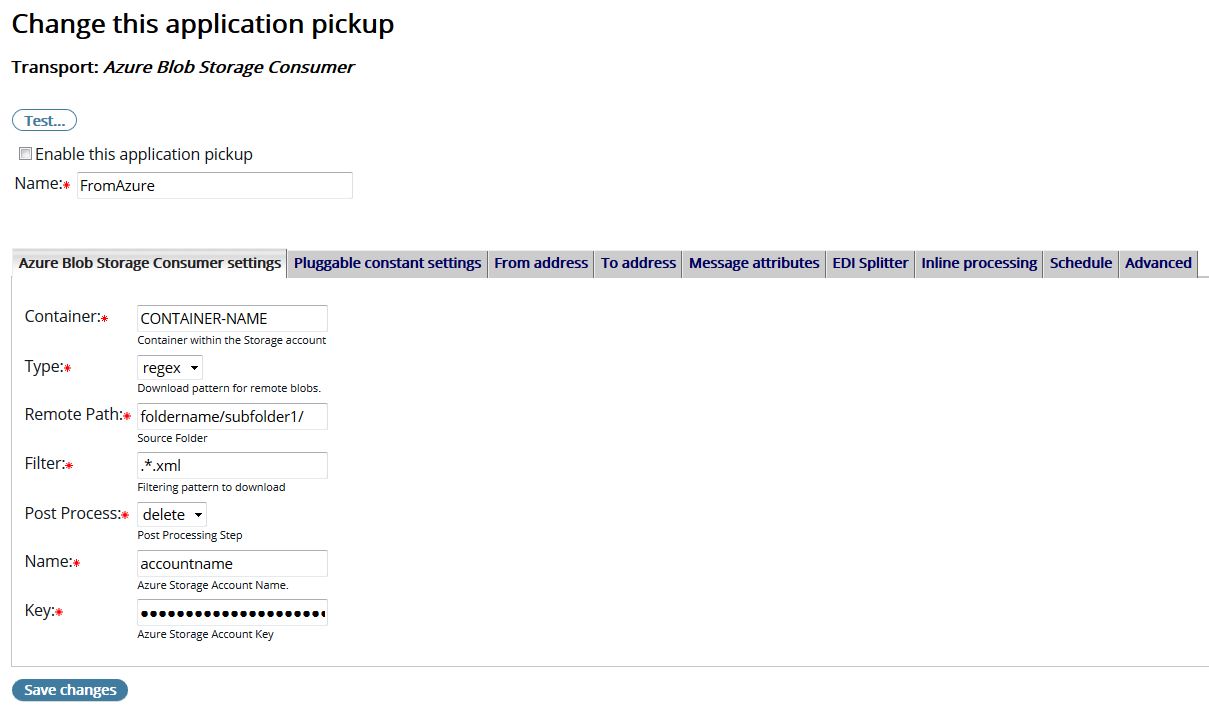 Change this application pickup
Transport: Azure Blob Storage Consumer
Test...
Enable this application pickup
Name:* FromAzure
Azure Blob Storage Consumer settings Pluggable constant settings From address To address Message attributes EDI Splitter Inline processing Schedule Advanced
Container:* CONTAINER-NAME
Container within the Storage account
Type:* regex
Download pattern for remote blobs.
Remote Path:* foldername/subfolder1/
Source Folder
Filter:* .*.xml
Filtering pattern to download
Post Process:* delete
Post Processing Step
Name:* accountname
Azure Storage Account Name.
Key:* ●●●●●●●●●●●●●●●●●●●●●
Azure Storage Account Key
Save changes